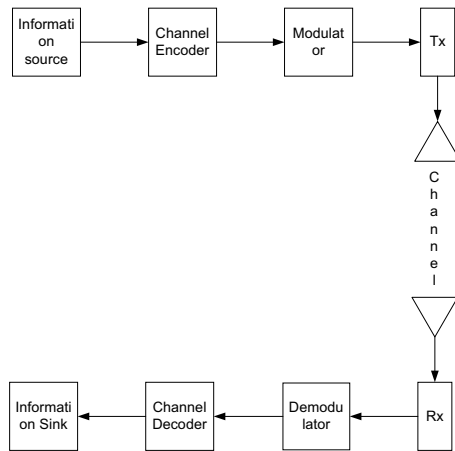 Informati
on
source
Channel
Encoder
Modulat
or
Tx
C
h
a
n
n
e
l
Informati
on Sink
Channel
Decoder
Demodu
lator
Rx